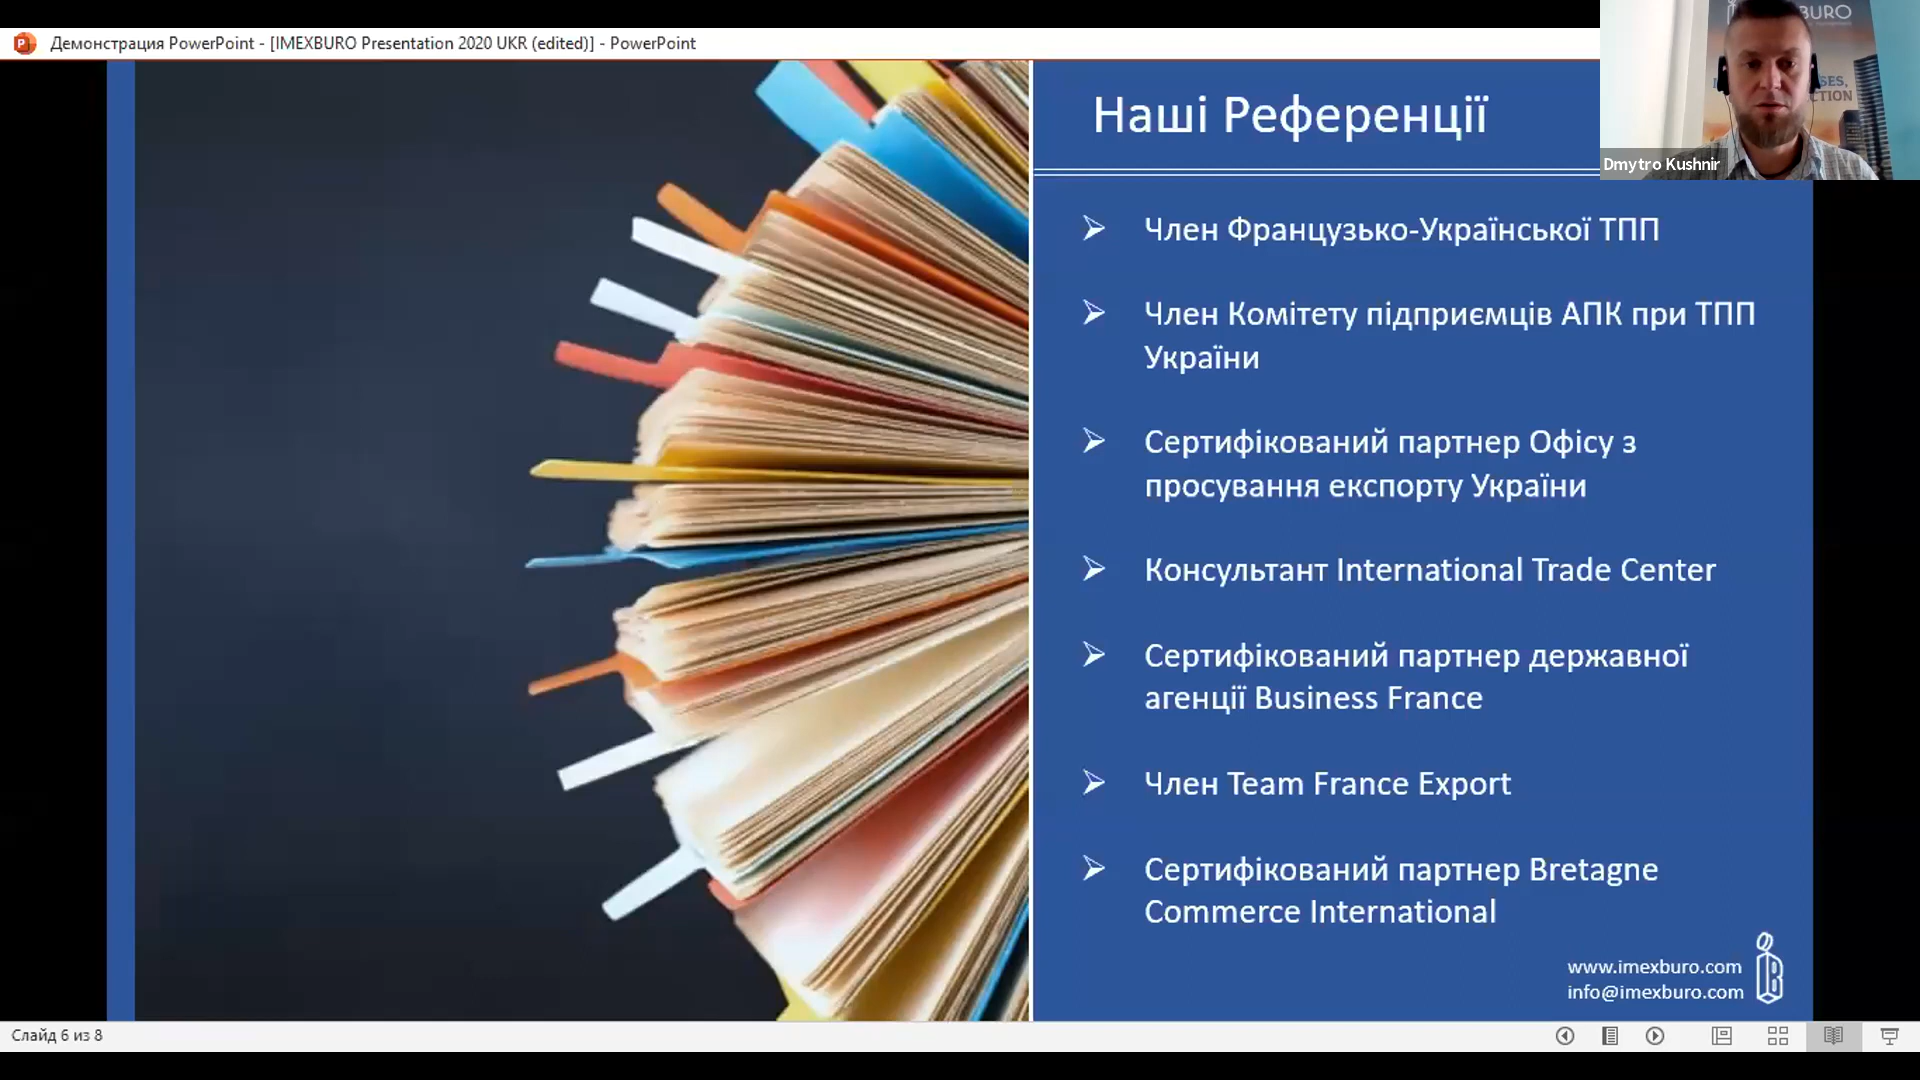 Демонстрация PowerPoint - [IMEXBURO Presentation 2020 UKR (edited)] - PowerPoint
BURO
SES,
CTION
Dmytro Kushnir
Наші Референції
Член Французько-Української ТПП
Член Комітету підприємців АПК при ТПП
України
Сертифікований партнер Офісу з
просування експорту України
Консультант International Trade Center
Сертифікований партнер державної
агенції Business France
Член Team France Export
Сертифікований партнер Bretagne
Commerce International
www.imexburo.com
info@imexburo.com
Слайд 6 из 8